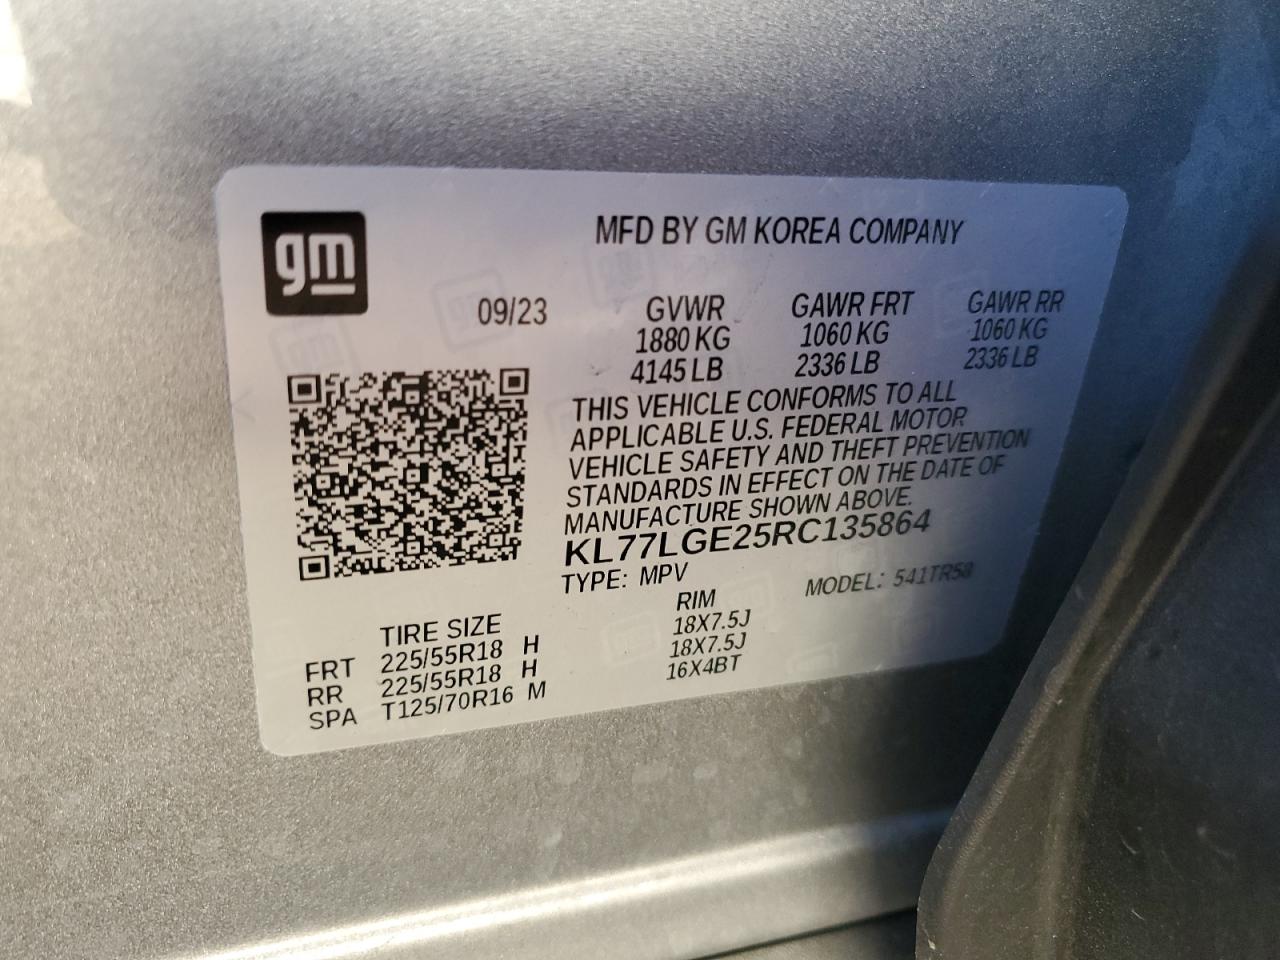 gm
MFD BY GM KOREA COMPANY
09/23 GVWR GAWR FRT GAWR RR
1880 KG 1060 KG 1060 KG
4145 LB 2336 LB 2336 LB
THIS VEHICLE CONFORMS TO ALL
APPLICABLE U.S. FEDERAL MOTOR
VEHICLE SAFETY AND THEFT PREVENTION
STANDARDS IN EFFECT ON THE DATE OF
MANUFACTURE SHOWN ABOVE.
KL77LGE25RC135864
TYPE: MPV MODEL: 541TR58
TIRE SIZE RIM
FRT 225/55R18 H 18X7.5J
RR 225/55R18 H 18X7.5J
SPA T125/70R16 M 16X4BT